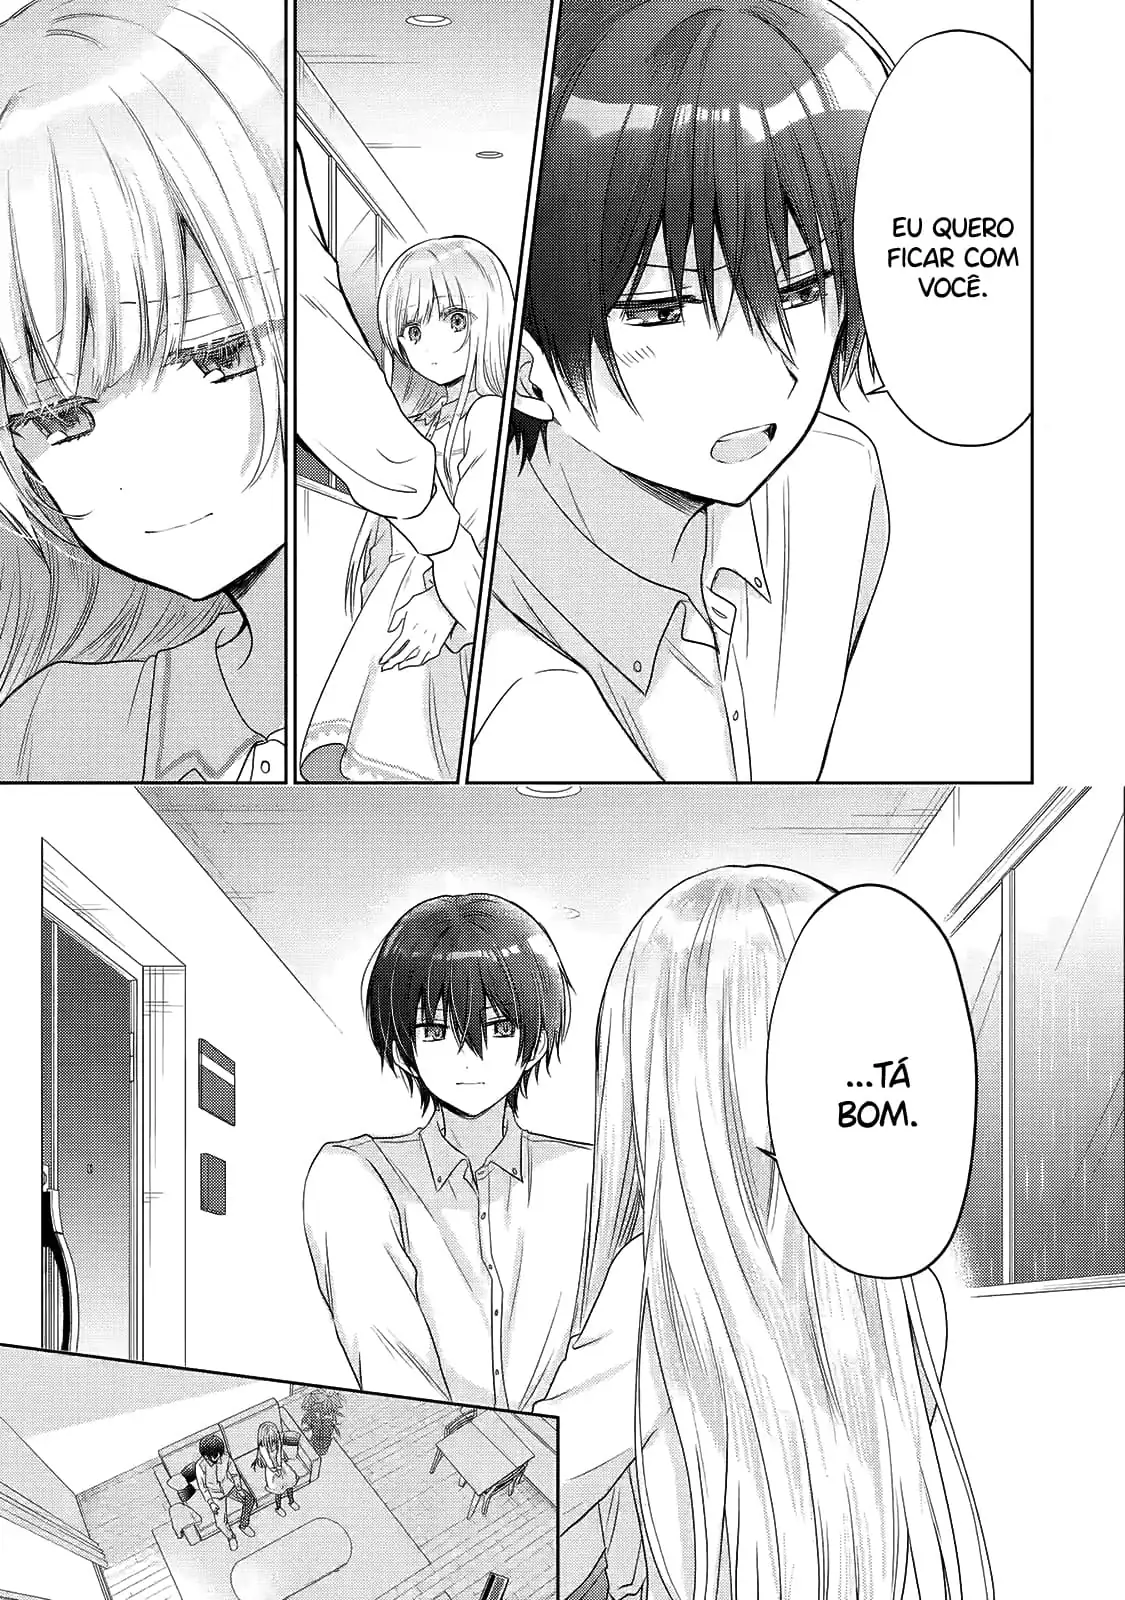 EU QUERO
FICAR COM
VOCÊ.
...TÁ
BOM.